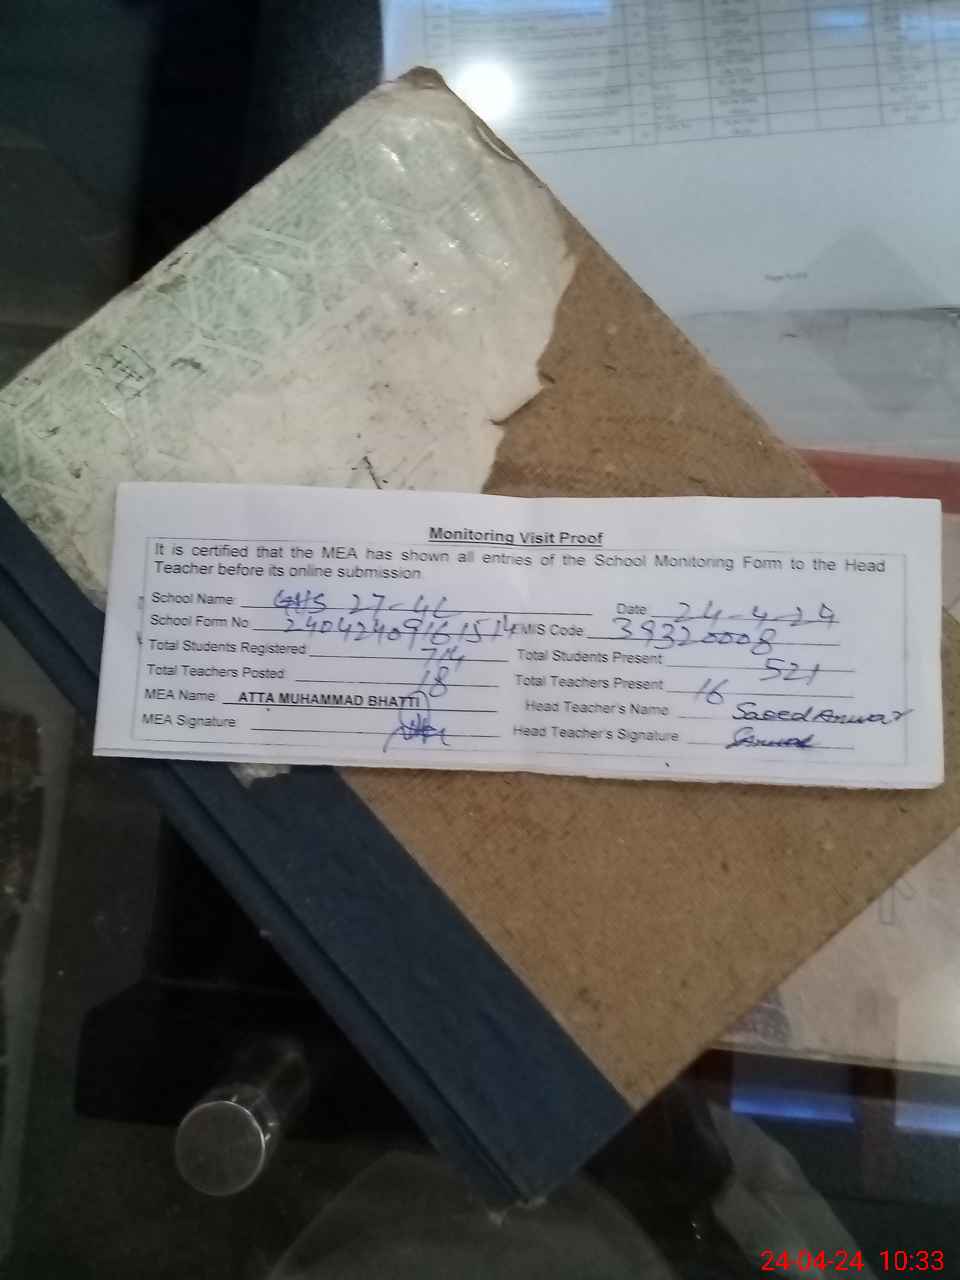 Monitoring Visit Proof
It is certified that the MEA has shown all entries of the School Monitoring Form to the Head
Teacher before its online submission.
School Name: GHS 27-4L Date: 24-4-24
School Form No. 24042409161514 EMIS Code: 39320008
Total Students Registered: 714 Total Students Present: 521
Total Teachers Posted: 18 Total Teachers Present 16
MEA Name: ATTA MUHAMMAD BHATTI Head Teacher's Name Saeed Anwar
MEA Signature: Head Teacher's Signature
24-04-24 10:33